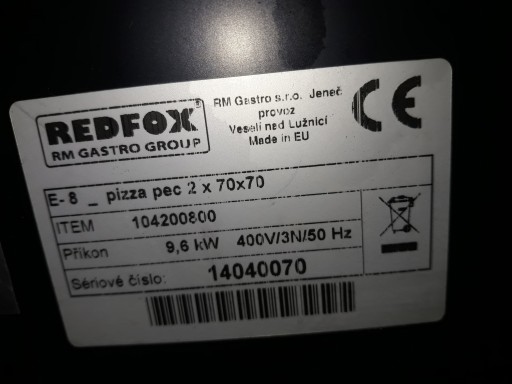 REDFOX®
RM GASTRO GROUP
RM Gastro s.r.o. Jeneč
provoz
Veselí nad Lužnicí
Made in EU
CE
E-8 _ pizza pec 2 x 70x70
ITEM 104200800
Příkon 9,6 kW 400V/3N/50 Hz
Sériové číslo: 14040070